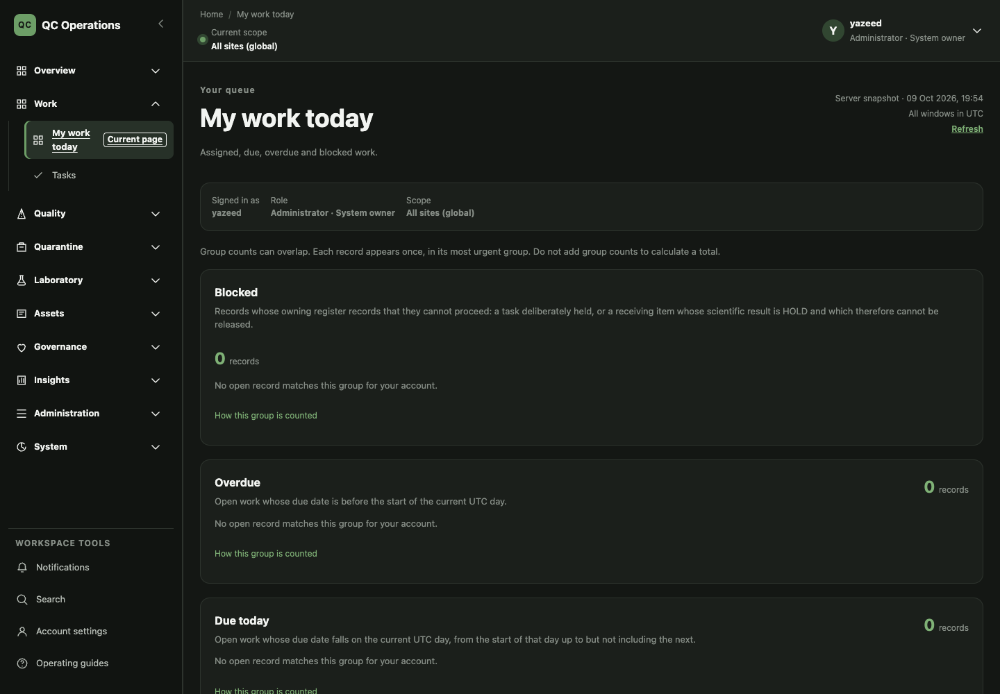 QC QC Operations
Overview
Work
My work
today
Current page
Tasks
Quality
Quarantine
Laboratory
Assets
Governance
Insights
Administration
System
WORKSPACE TOOLS
Notifications
Search
Account settings
Operating guides
Home / My work today
Current scope
All sites (global)
Y
yazeed
Administrator · System owner
Your queue
My work today
Assigned, due, overdue and blocked work.
Server snapshot · 09 Oct 2026, 19:54
All windows in UTC
Refresh
Signed in as
yazeed
Role
Administrator · System owner
Scope
All sites (global)
Group counts can overlap. Each record appears once, in its most urgent group. Do not add group counts to calculate a total.
Blocked
Records whose owning register records that they cannot proceed: a task deliberately held, or a receiving item whose scientific result is HOLD and which therefore cannot be
released.
0 records
No open record matches this group for your account.
How this group is counted
Overdue
0 records
Open work whose due date is before the start of the current UTC day.
No open record matches this group for your account.
How this group is counted
Due today
0 records
Open work whose due date falls on the current UTC day, from the start of that day up to but not including the next.
No open record matches this group for your account.
How this group is counted